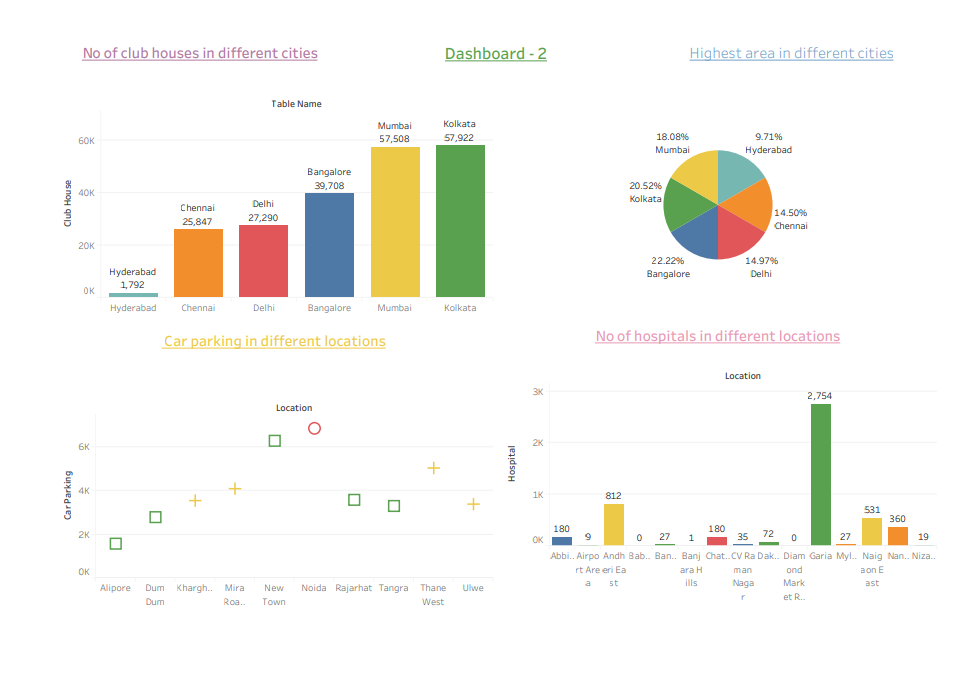 No of club houses in different cities
Dashboard - 2
Highest area in different cities
Table Name
Club House
60K
40K
20K
0K
Hyderabad
1,792
Chennai
25,847
Delhi
27,290
Bangalore
39,708
Mumbai
57,508
Kolkata
57,922
Hyderabad
Chennai
Delhi
Bangalore
Mumbai
Kolkata
18.08%
Mumbai
9.71%
Hyderabad
20.52%
Kolkata
14.50%
Chennai
22.22%
Bangalore
14.97%
Delhi
Car parking in different locations
Location
Car Parking
6K
4K
2K
0K
Alipore
Dum
Dum
Khargh..
Mira
Roa..
New
Town
Noida
Rajarhat
Tangra
Thane
West
Ulwe
No of hospitals in different locations
Location
Hospital
3K
2K
1K
0K
180
9
812
0
27
1
180
35
72
0
2,754
27
531
360
19
Abbi..
Airpo
rt Are
a
Andh
eri Ea
st
Bab..
Ban..
Banj
ara H
ills
Chat..
CV Ra
man
Naga
r
Dak..
Diam
ond
Mark
et R..
Garia
Myl..
Naig
aon E
ast
Nan..
Niza..